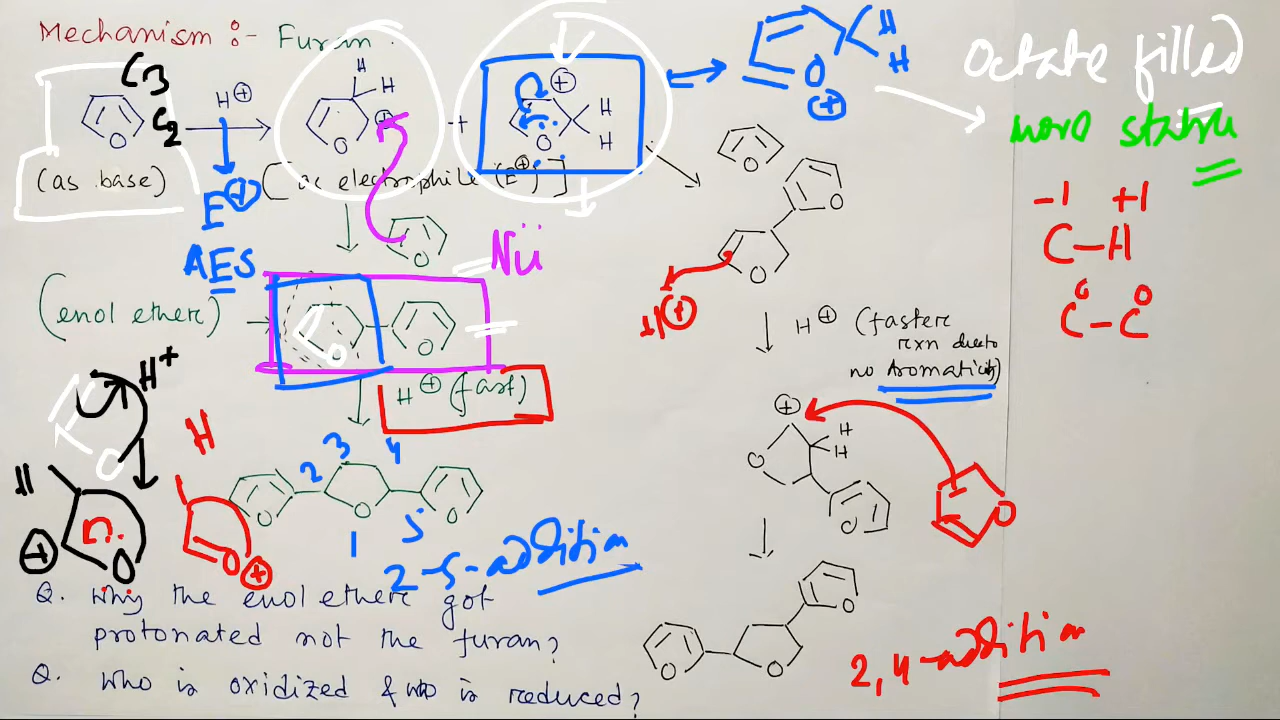 Mechanism :- Furan.
C3
C2
O
H⊕
(as base)
E⊕
AES
H
H
⊕
O
+
⊕
H
H
O
[as electrophile (E⊕)]
H
H
O
⊕
Octate filled
more stable
-1 +1
C-H
0 0
C-C
O
Nü
(enol ether) →
O
O
H⊕ (fast)
H+
O
H
⊕
O
H
O
⊕
O
O
O
1
2
3
4
5
2-5-addition
O
O
O
H⊕
H⊕ (faster
rxn due to
no Aromaticity)
⊕
H
H
O
O
O
O
O
O
2,4-addition
Q. Why the enol ether got
protonated not the furan?
Q. Who is oxidized & who is reduced?